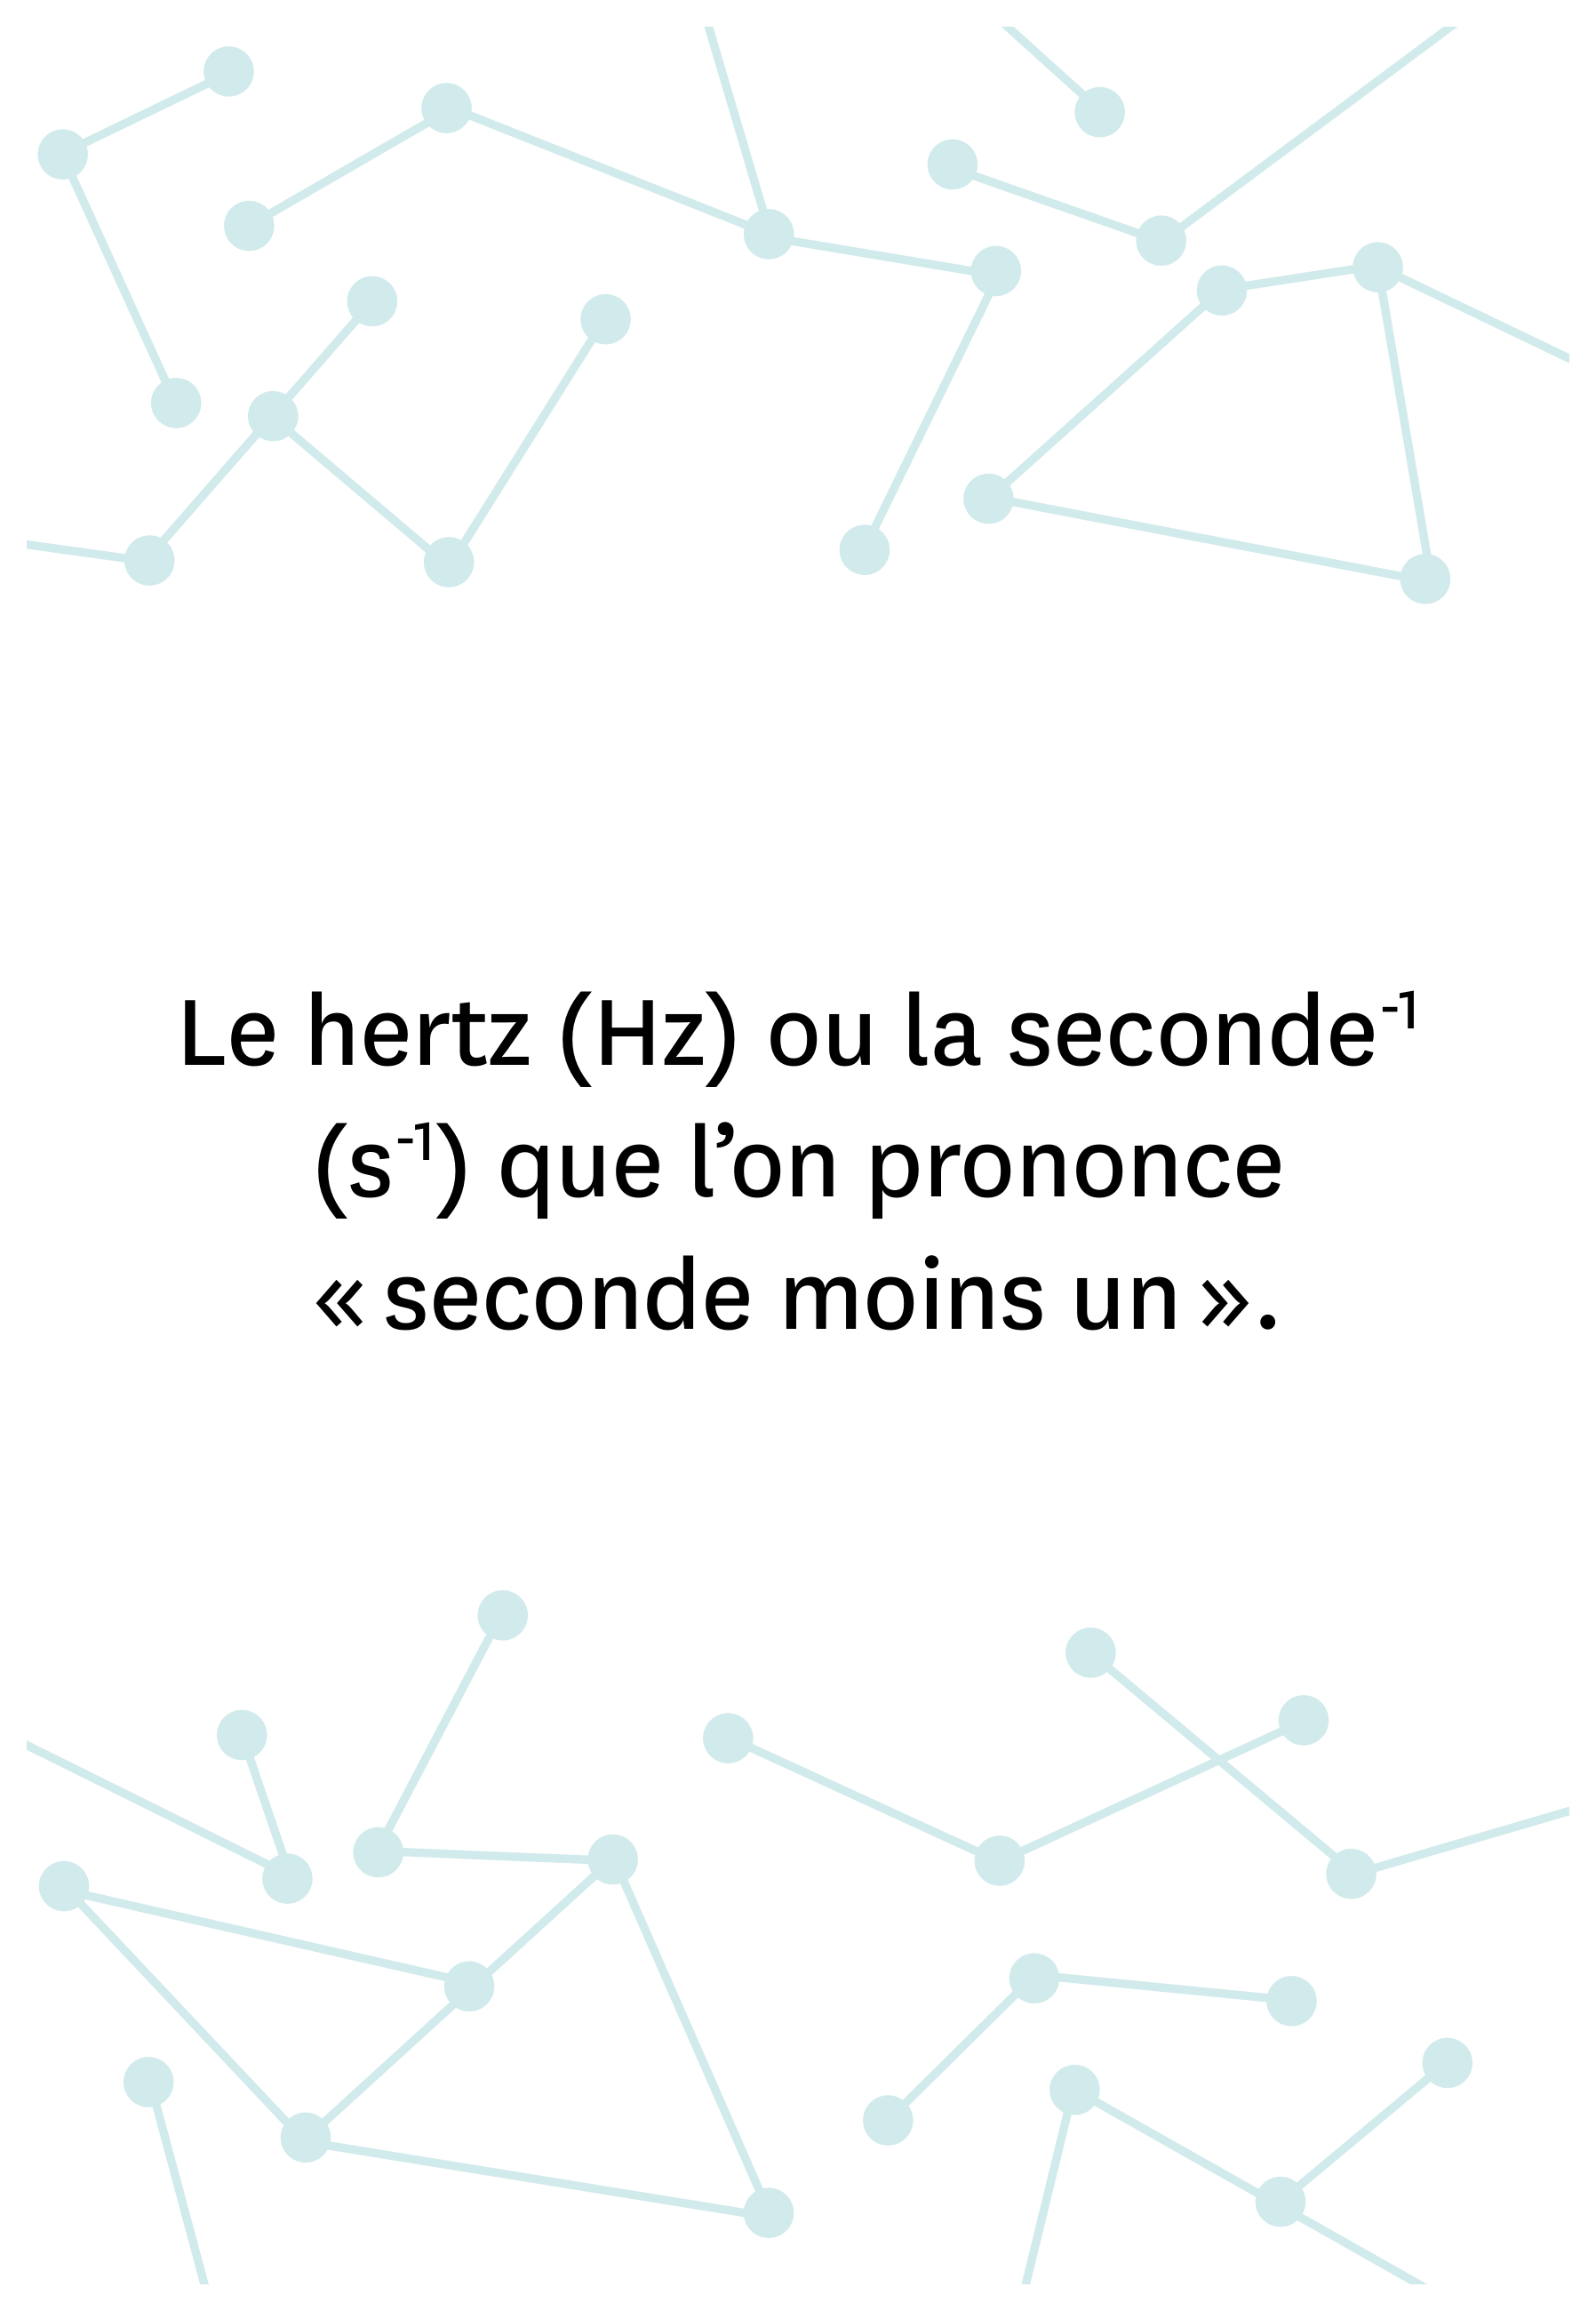 Le hertz (Hz) ou la seconde⁻¹
(s⁻¹) que l’on prononce
« seconde moins un ».